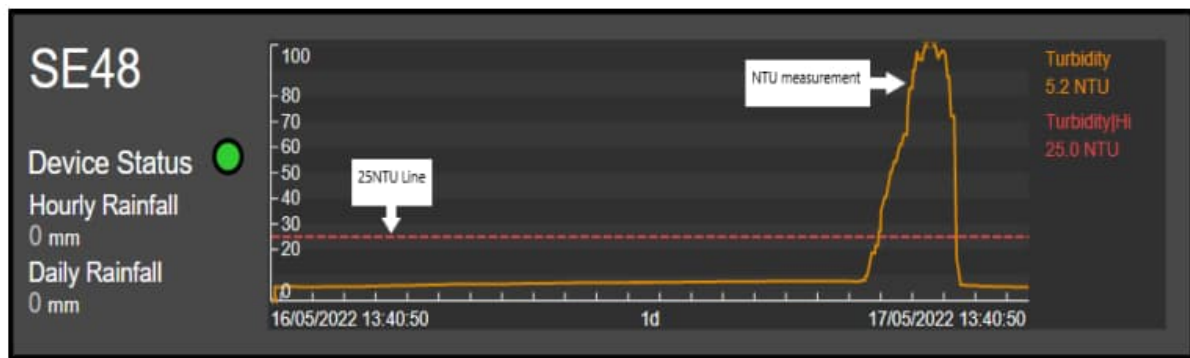 SE48
Device Status
Hourly Rainfall
0 mm
Daily Rainfall
0 mm
100
80
70
60
50
40
30
20
0
25NTU Line
NTU measurement
16/05/2022 13:40:50
1d
17/05/2022 13:40:50
Turbidity
5.2 NTU
Turbidity|Hi
25.0 NTU